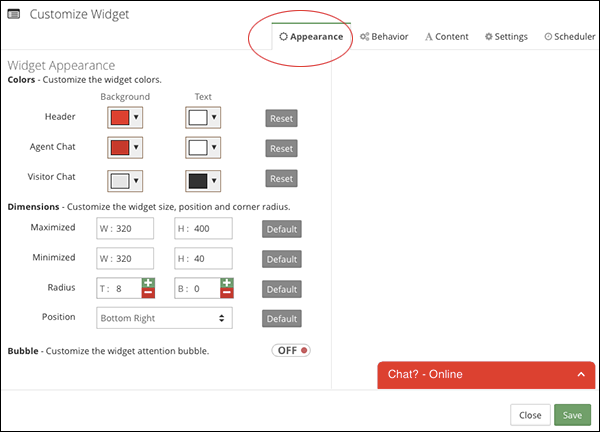 Customize Widget
Appearance Behavior Content Settings Scheduler
Widget Appearance
Colors - Customize the widget colors.
Background Text
Header Reset
Agent Chat Reset
Visitor Chat Reset
Dimensions - Customize the widget size, position and corner radius.
Maximized W : 320 H : 400 Default
Minimized W : 320 H : 40 Default
Radius T : 8 B : 0 Default
Position Bottom Right Default
Bubble - Customize the widget attention bubble. OFF
Chat? - Online
Close Save